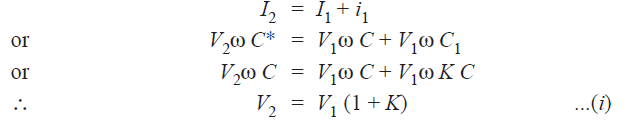 I₂ = I₁ + i₁
or V₂ω C* = V₁ω C + V₁ω C₁
or V₂ω C = V₁ω C + V₁ω K C
∴ V₂ = V₁ (1 + K) ...(i)